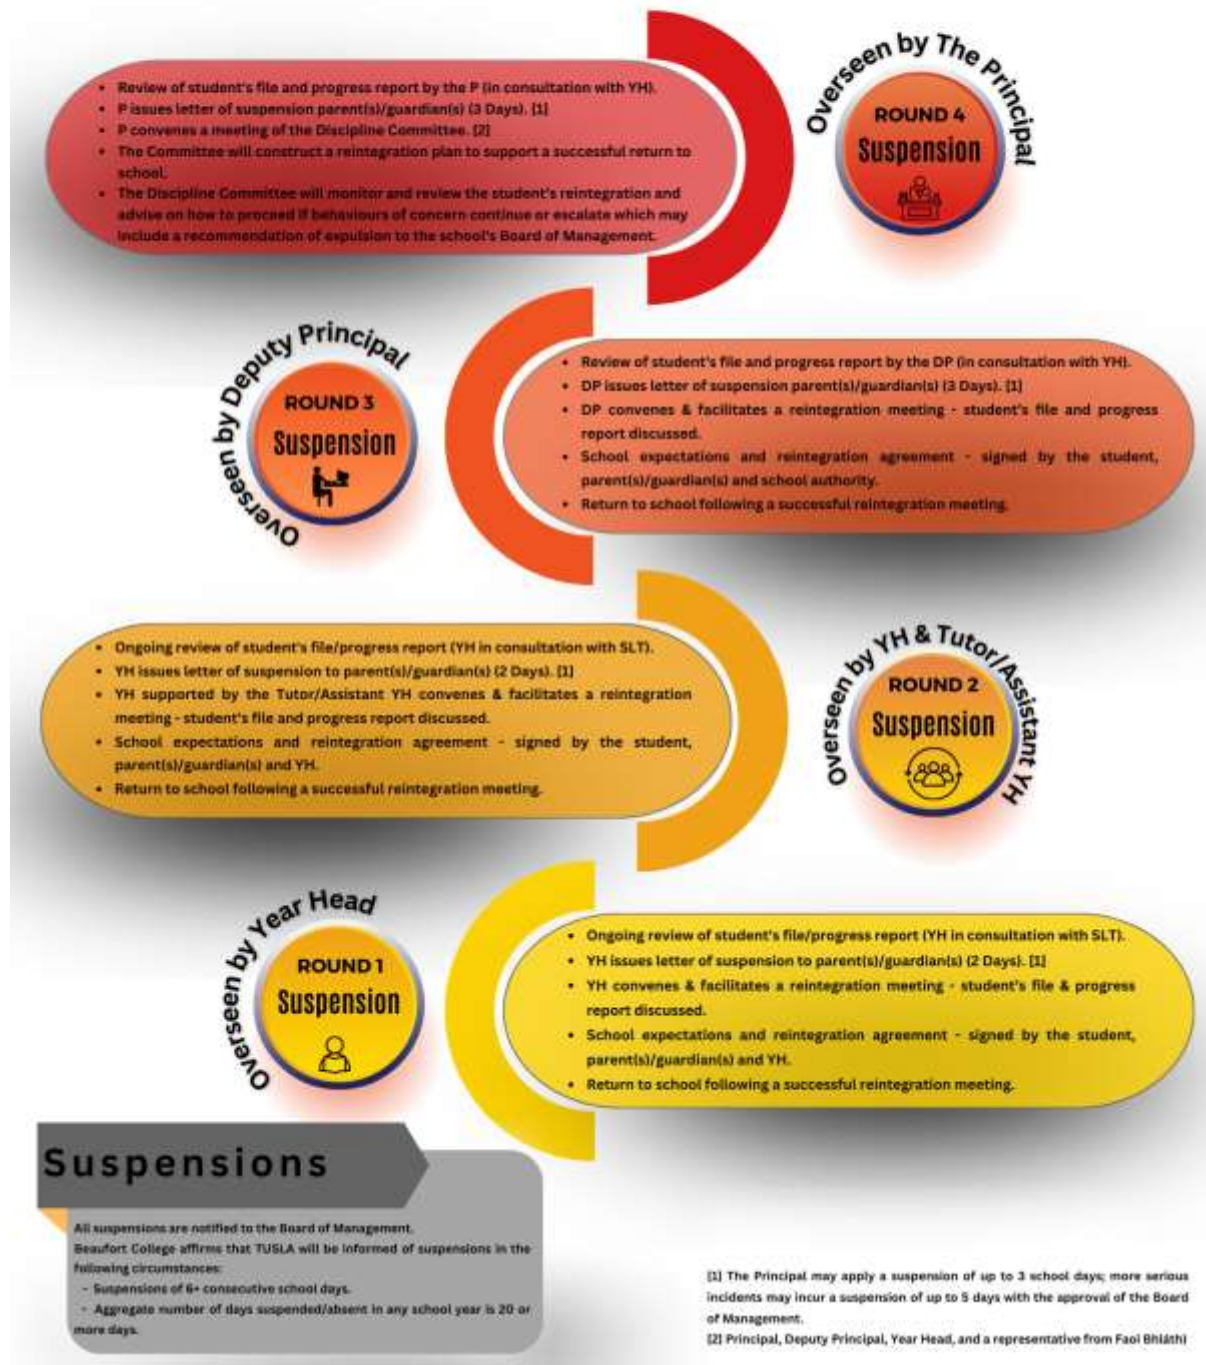 • Review of student's file and progress report by the P (in consultation with YH).
• P issues letter of suspension parent(s)/guardian(s) (3 Days). [1]
• P convenes a meeting of the Discipline Committee. [2]
• The Committee will construct a reintegration plan to support a successful return to
school.
• The Discipline Committee will monitor and review the student's reintegration and
advise on how to proceed if behaviours of concern continue or escalate which may
include a recommendation of expulsion to the school's Board of Management.
Overseen by The Principal
ROUND 4
Suspension
Overseen by Deputy Principal
ROUND 3
Suspension
• Review of student's file and progress report by the DP (in consultation with YH).
• DP issues letter of suspension parent(s)/guardian(s) (3 Days). [1]
• DP convenes & facilitates a reintegration meeting - student's file and progress
report discussed.
• School expectations and reintegration agreement - signed by the student,
parent(s)/guardian(s) and school authority.
• Return to school following a successful reintegration meeting.
• Ongoing review of student's file/progress report (YH in consultation with SLT).
• YH issues letter of suspension to parent(s)/guardian(s) (2 Days). [1]
• YH supported by the Tutor/Assistant YH convenes & facilitates a reintegration
meeting - student's file and progress report discussed.
• School expectations and reintegration agreement - signed by the student,
parent(s)/guardian(s) and YH.
• Return to school following a successful reintegration meeting.
Overseen by YH & Tutor/Assistant YH
ROUND 2
Suspension
Overseen by Year Head
ROUND 1
Suspension
• Ongoing review of student's file/progress report (YH in consultation with SLT).
• YH issues letter of suspension to parent(s)/guardian(s) (2 Days). [1]
• YH convenes & facilitates a reintegration meeting - student's file & progress
report discussed.
• School expectations and reintegration agreement - signed by the student,
parent(s)/guardian(s) and YH.
• Return to school following a successful reintegration meeting.
Suspensions
All suspensions are notified to the Board of Management.
Beaufort College affirms that TUSLA will be informed of suspensions in the
following circumstances:
- Suspensions of 6+ consecutive school days.
- Aggregate number of days suspended/absent in any school year is 20 or
more days.
[1] The Principal may apply a suspension of up to 3 school days; more serious
incidents may incur a suspension of up to 5 days with the approval of the Board
of Management.
[2] Principal, Deputy Principal, Year Head, and a representative from Faoi Bhláth)